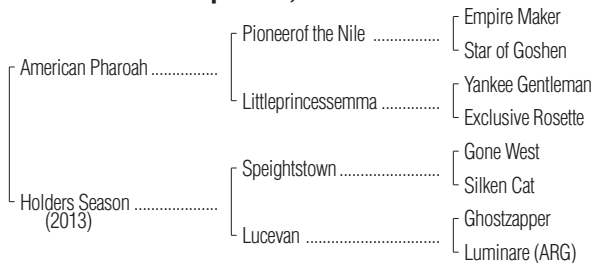 Empire Maker
Pioneerof the Nile ................
Star of Goshen
American Pharoah ................
Yankee Gentleman
Littleprincessemma ..............
Exclusive Rosette
Gone West
Speightstown ........................
Silken Cat
Holders Season ....................
(2013)
Ghostzapper
Lucevan ................................
Luminare (ARG)